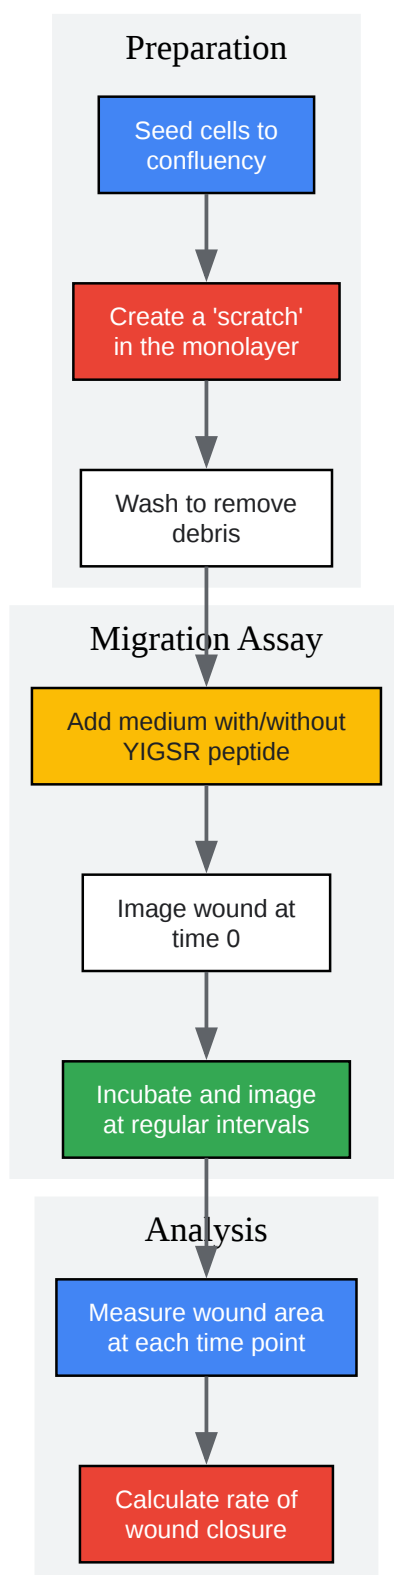 Preparation
Seed cells to
confluency
Create a 'scratch'
in the monolayer
Wash to remove
debris
Migration Assay
Add medium with/without
YIGSR peptide
Image wound at
time 0
Incubate and image
at regular intervals
Analysis
Measure wound area
at each time point
Calculate rate of
wound closure